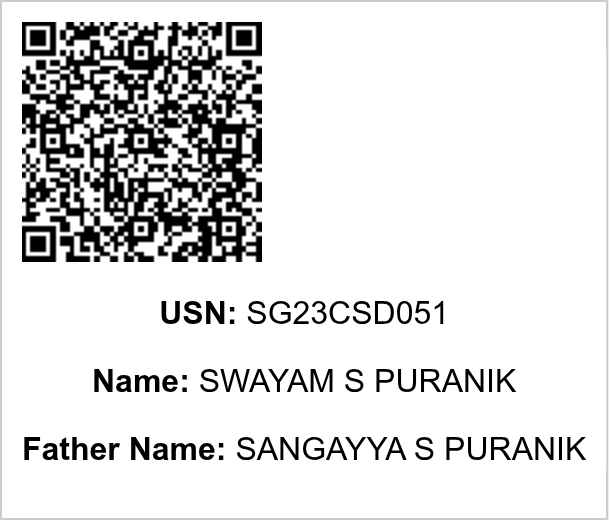 USN: SG23CSD051
Name: SWAYAM S PURANIK
Father Name: SANGAYYA S PURANIK